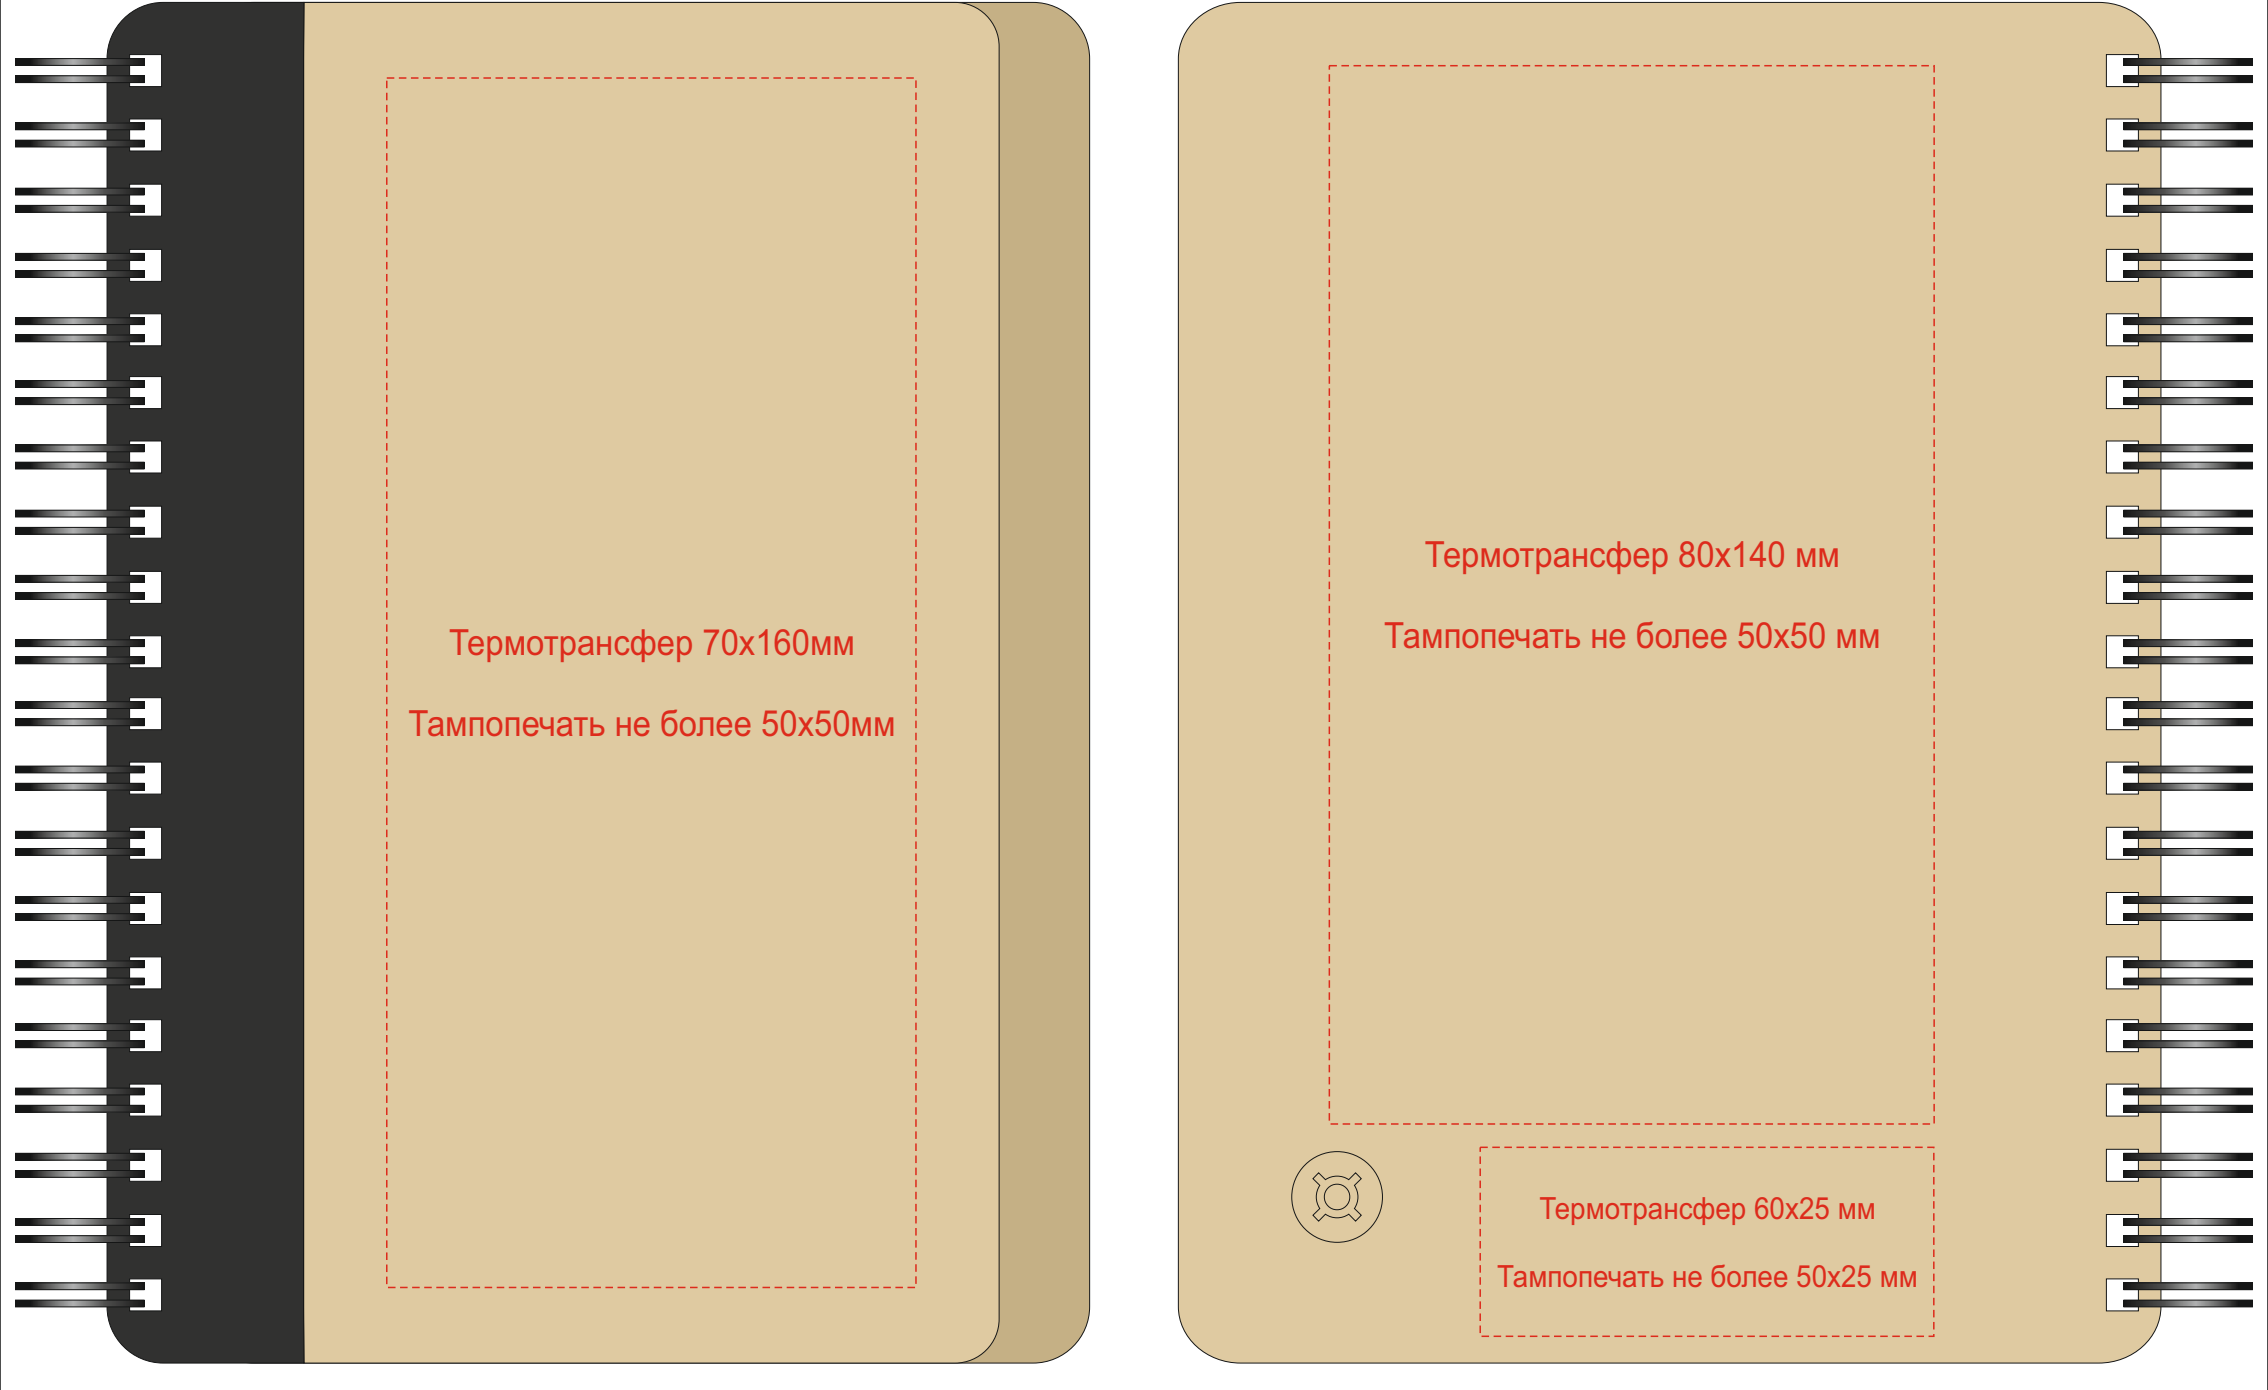 Термотрансфер 70х160мм
Тампопечать не более 50х50мм
Термотрансфер 80х140 мм
Тампопечать не более 50х50 мм
Термотрансфер 60х25 мм
Тампопечать не более 50х25 мм